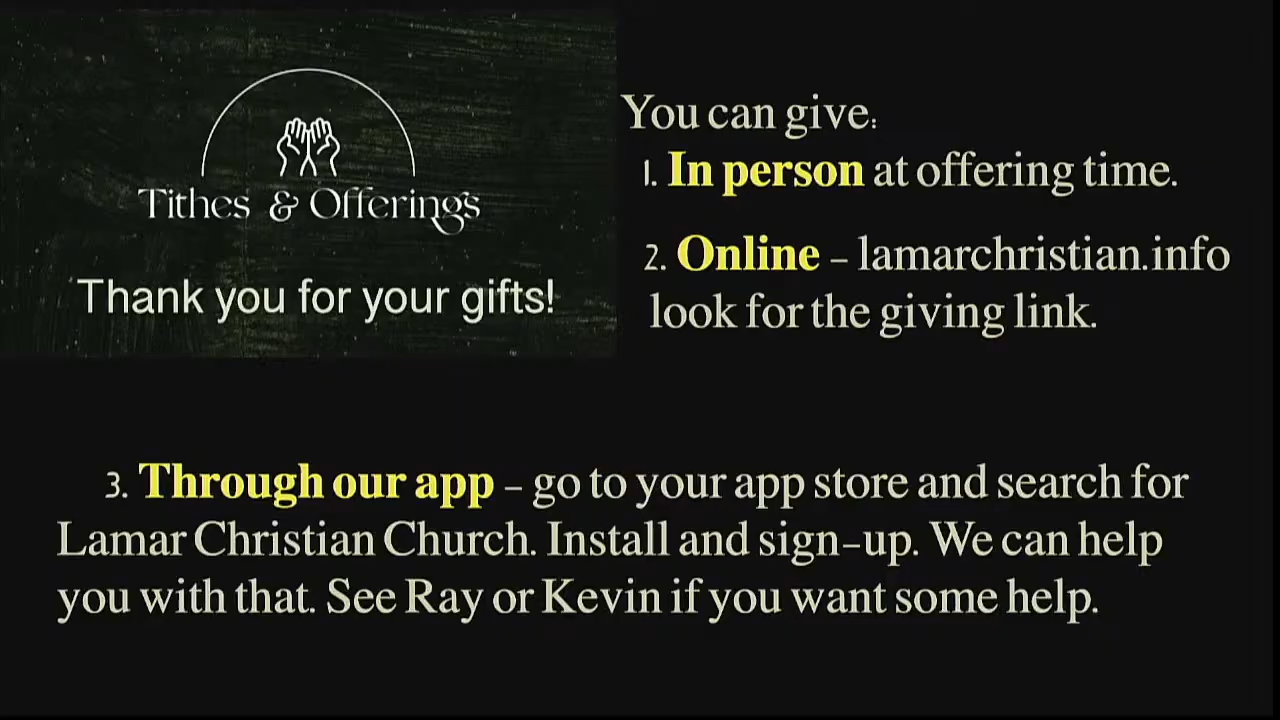 Tithes & Offerings
Thank you for your gifts!
You can give:
1. In person at offering time.
2. Online – lamarchristian.info
look for the giving link.
3. Through our app – go to your app store and search for
Lamar Christian Church. Install and sign-up. We can help
you with that. See Ray or Kevin if you want some help.